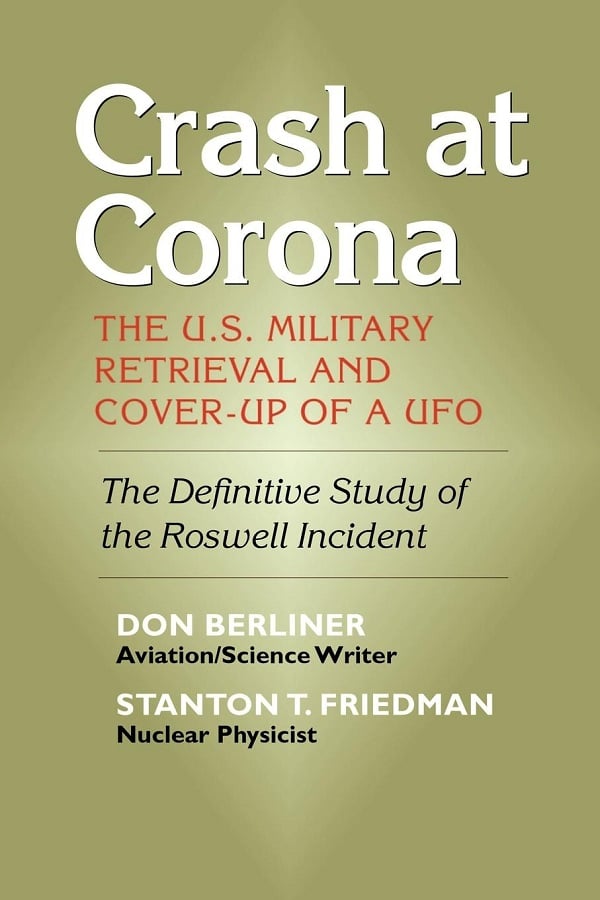 Crash at
Corona
THE U.S. MILITARY
RETRIEVAL AND
COVER-UP OF A UFO
The Definitive Study of
the Roswell Incident
DON BERLINER
Aviation/Science Writer
STANTON T. FRIEDMAN
Nuclear Physicist